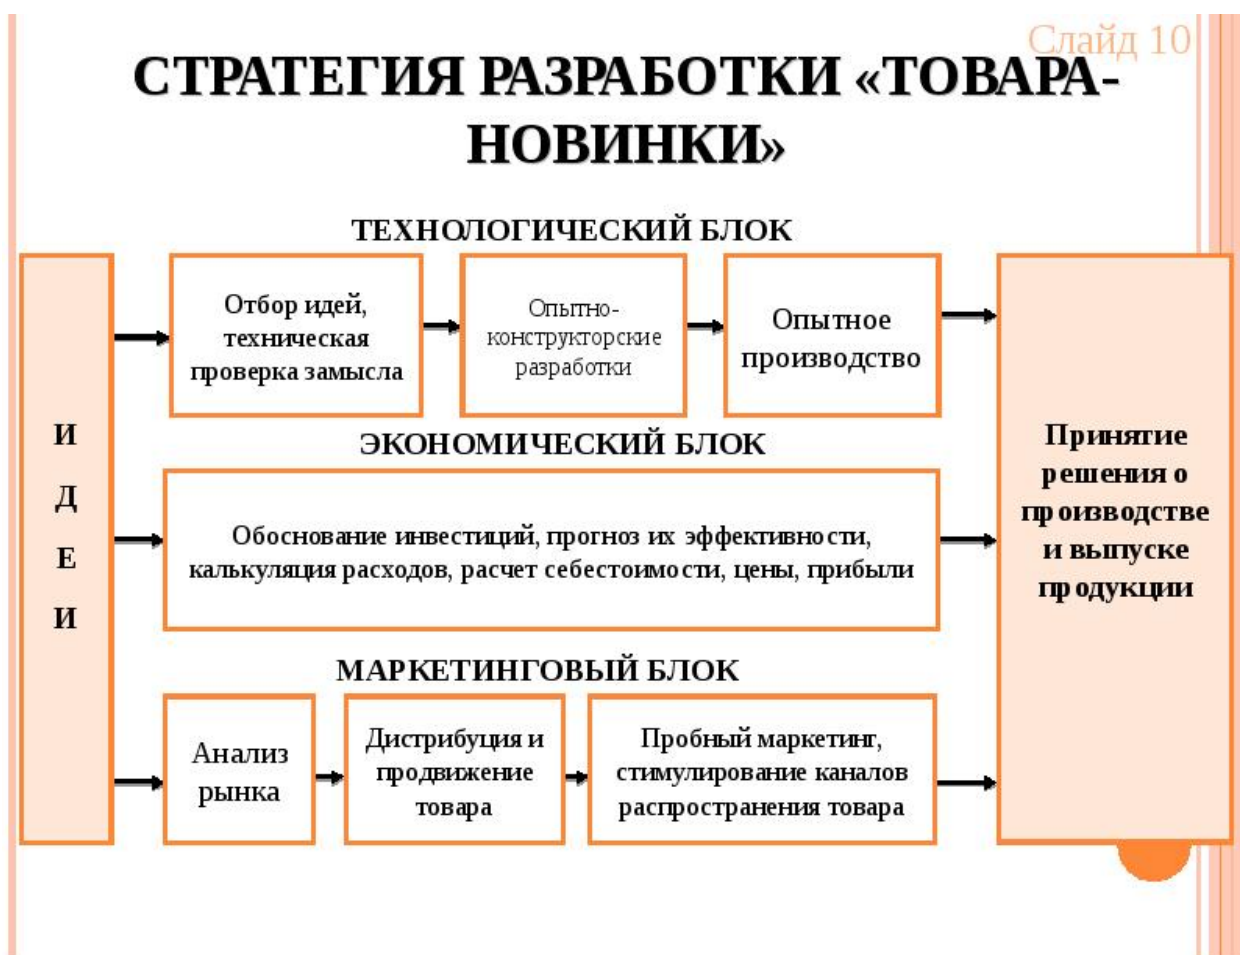 Слайд 10
СТРАТЕГИЯ РАЗРАБОТКИ «ТОВАРА-
НОВИНКИ»
ТЕХНОЛОГИЧЕСКИЙ БЛОК
И
Д
Е
И
Отбор идей,
техническая
проверка замысла
Опытно-
конструкторские
разработки
Опытное
производство
ЭКОНОМИЧЕСКИЙ БЛОК
Обоснование инвестиций, прогноз их эффективности,
калькуляция расходов, расчет себестоимости, цены, прибыли
МАРКЕТИНГОВЫЙ БЛОК
Анализ
рынка
Дистрибуция и
продвижение
товара
Пробный маркетинг,
стимулирование каналов
распространения товара
Принятие
решения о
производстве
и выпуске
продукции